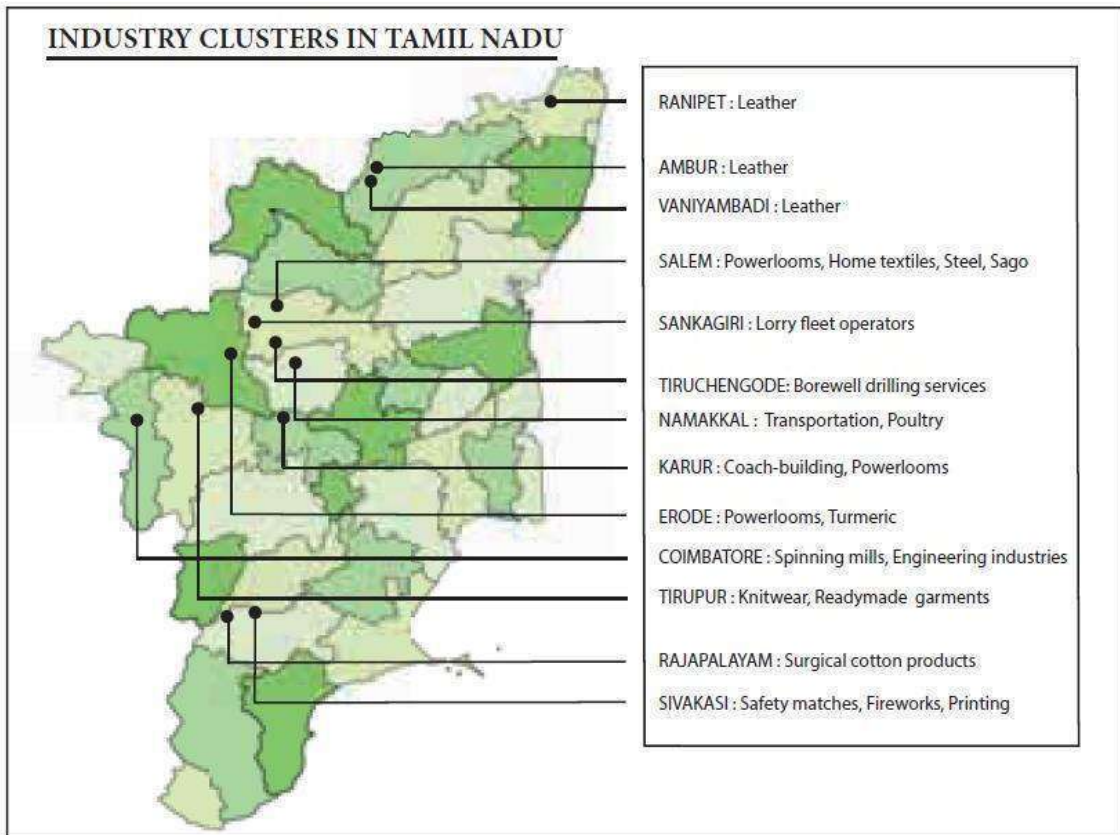 INDUSTRY CLUSTERS IN TAMIL NADU
RANIPET : Leather
AMBUR : Leather
VANIYAMBADI : Leather
SALEM : Powerlooms, Home textiles, Steel, Sago
SANKAGIRI : Lorry fleet operators
TIRUCHENGODE: Borewell drilling services
NAMAKKAL : Transportation, Poultry
KARUR : Coach-building, Powerlooms
ERODE : Powerlooms, Turmeric
COIMBATORE : Spinning mills, Engineering industries
TIRUPUR : Knitwear, Readymade garments
RAJAPALAYAM : Surgical cotton products
SIVAKASI : Safety matches, Fireworks, Printing